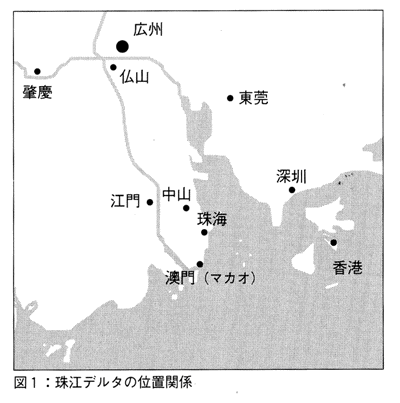 広州
仏山
肇慶
東莞
深圳
江門
中山
珠海
香港
澳門（マカオ）
図1：珠江デルタの位置関係